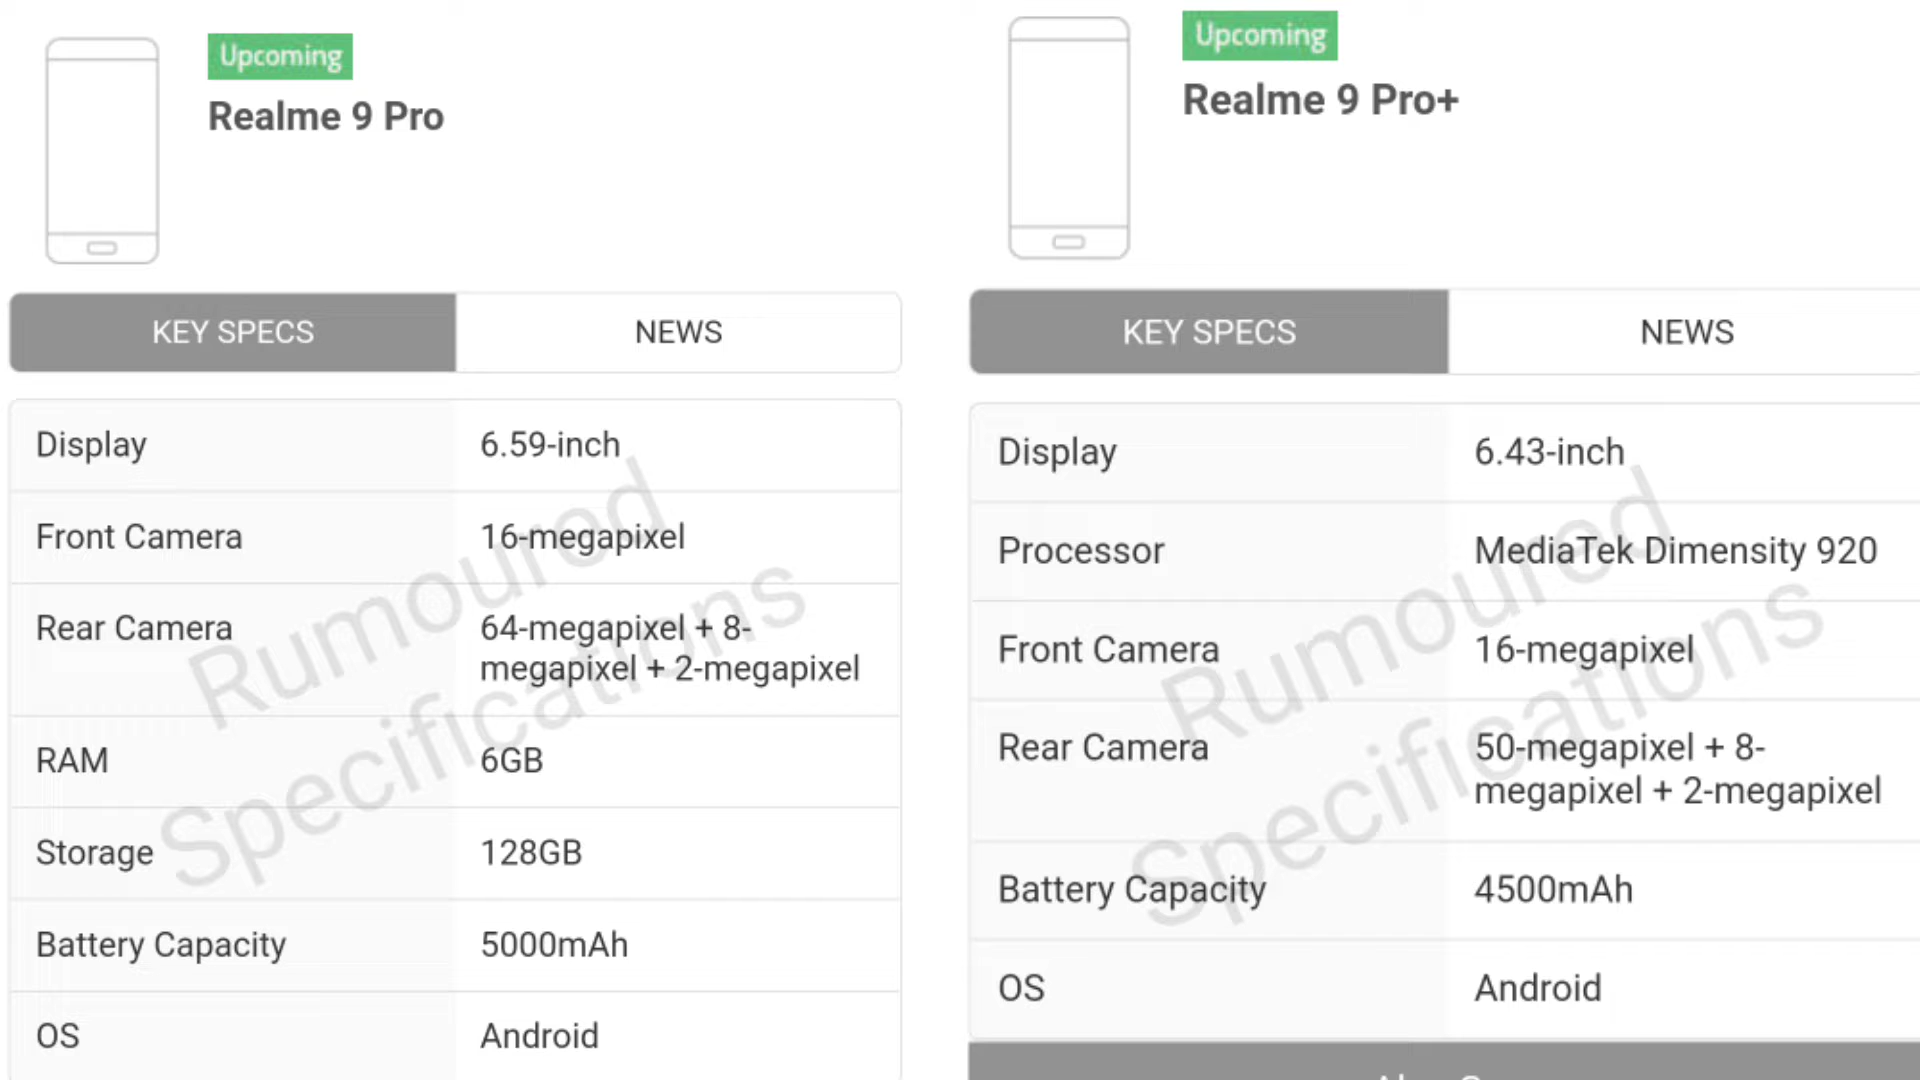 Upcoming
Realme 9 Pro
KEY SPECS
NEWS
Display
6.59-inch
Front Camera
16-megapixel
Rear Camera
64-megapixel + 8-
megapixel + 2-megapixel
RAM
6GB
Storage
128GB
Battery Capacity
5000mAh
OS
Android
Rumoured
Specifications
Upcoming
Realme 9 Pro+
KEY SPECS
NEWS
Display
6.43-inch
Processor
MediaTek Dimensity 920
Front Camera
16-megapixel
Rear Camera
50-megapixel + 8-
megapixel + 2-megapixel
Battery Capacity
4500mAh
OS
Android
Rumoured
Specifications